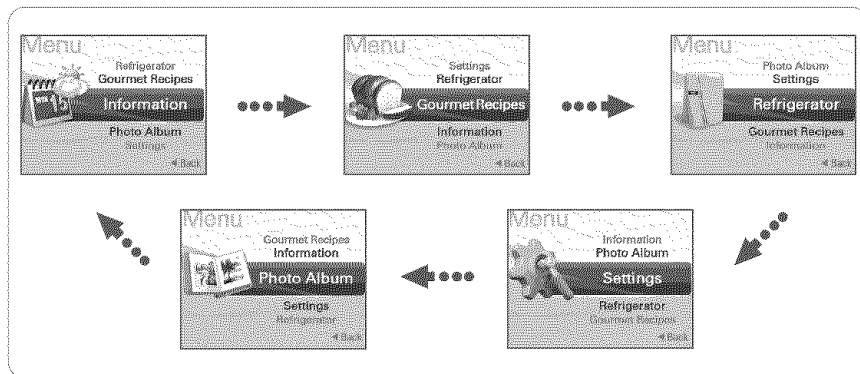 Menu
Refrigerator
Gourmet Recipes
Information
Photo Album
Settings
◄ Back
Menu
Settings
Refrigerator
Gourmet Recipes
Information
Photo Album
◄ Back
Menu
Photo Album
Settings
Refrigerator
Gourmet Recipes
Information
◄ Back
Menu
Gourmet Recipes
Information
Photo Album
Settings
Refrigerator
◄ Back
Menu
Information
Photo Album
Settings
Refrigerator
Gourmet Recipes
◄ Back